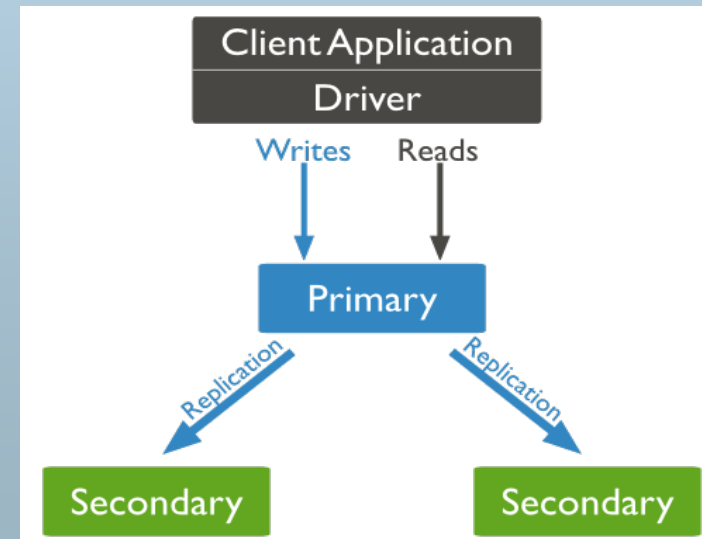 Client Application
Driver
Writes Reads
Primary
Replication Replication
Secondary Secondary